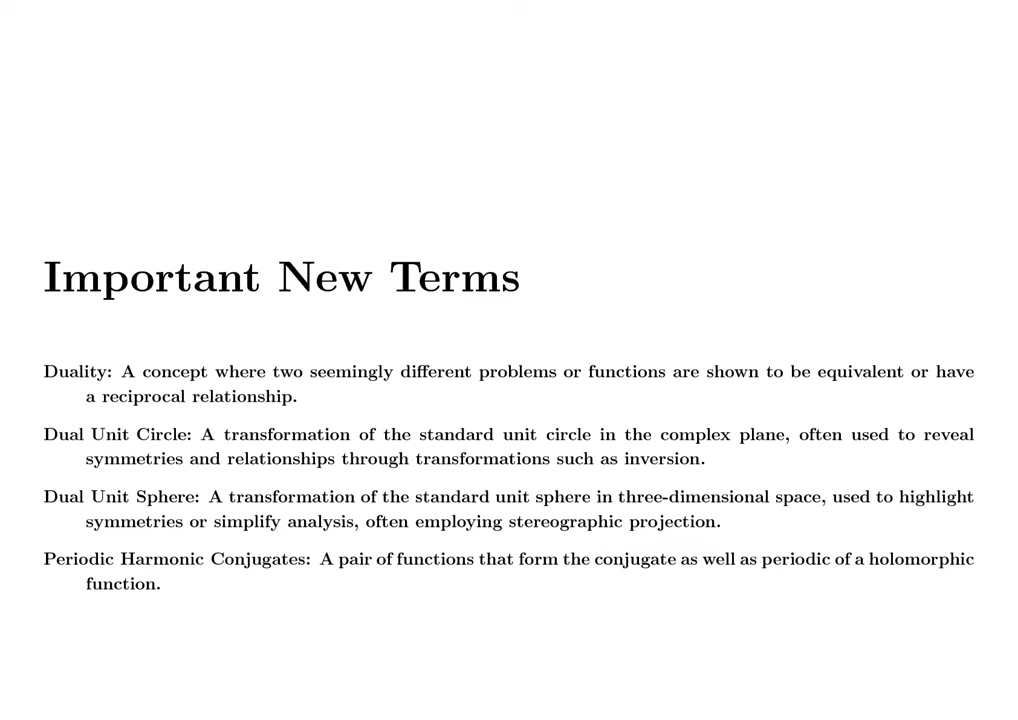 Important New Terms
Duality: A concept where two seemingly different problems or functions are shown to be equivalent or have
a reciprocal relationship.
Dual Unit Circle: A transformation of the standard unit circle in the complex plane, often used to reveal
symmetries and relationships through transformations such as inversion.
Dual Unit Sphere: A transformation of the standard unit sphere in three-dimensional space, used to highlight
symmetries or simplify analysis, often employing stereographic projection.
Periodic Harmonic Conjugates: A pair of functions that form the conjugate as well as periodic of a holomorphic
function.